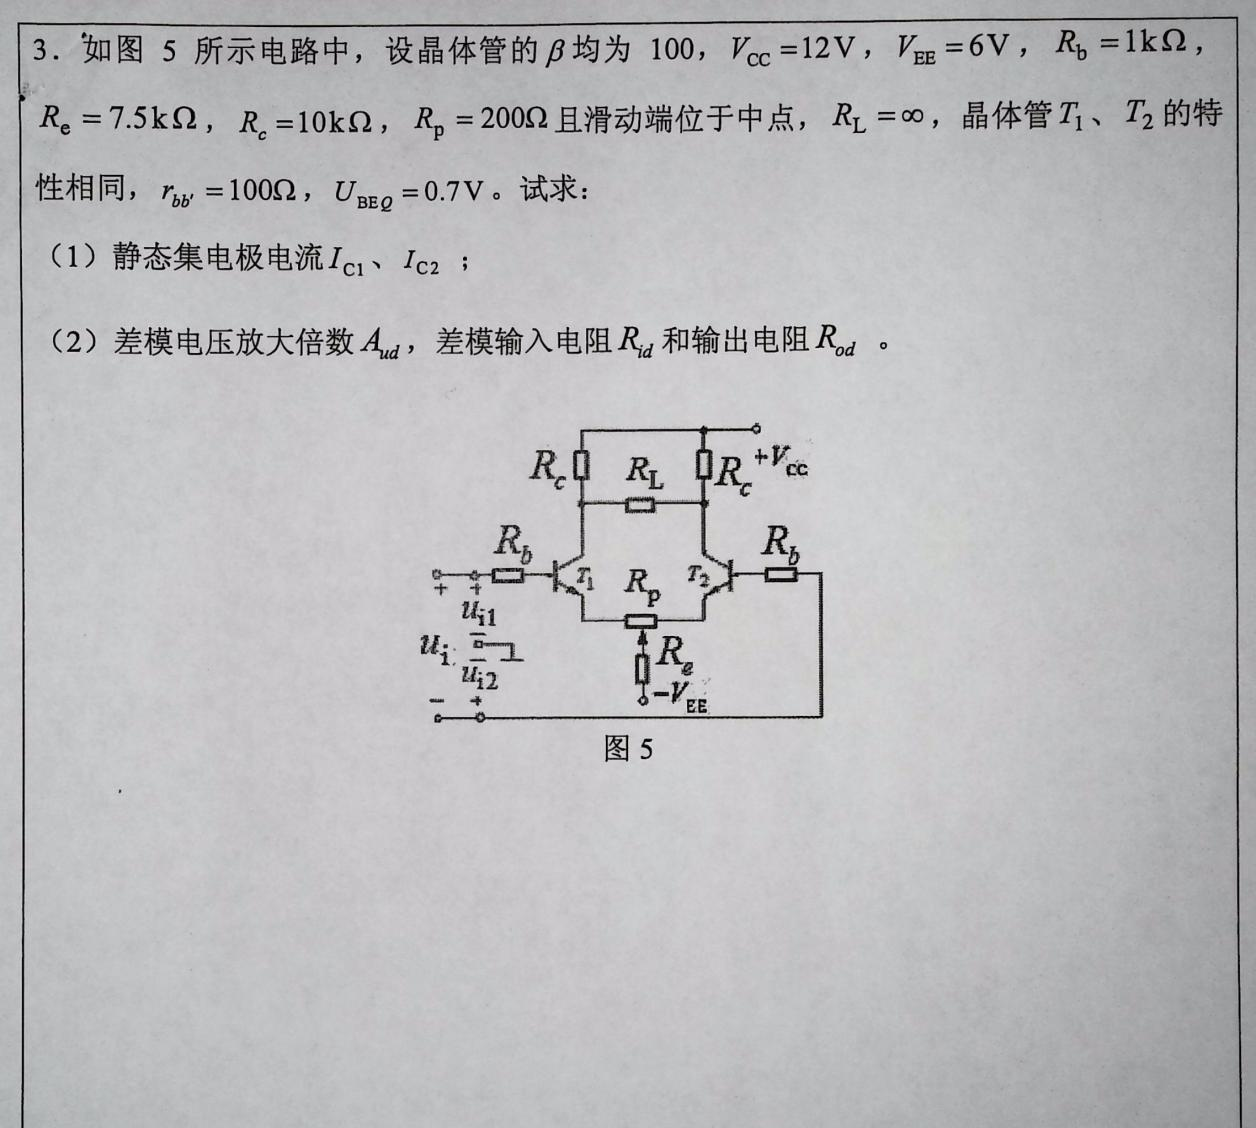 3．如图 5 所示电路中，设晶体管的 β 均为 100，V_CC =12V，V_EE =6V，R_b =1kΩ，
R_e =7.5kΩ，R_c =10kΩ，R_p =200Ω 且滑动端位于中点，R_L =∞，晶体管 T_1、T_2 的特
性相同，r_bb' =100Ω，U_BEQ =0.7V。试求：
（1）静态集电极电流 I_C1、I_C2；
（2）差模电压放大倍数 A_ud，差模输入电阻 R_id 和输出电阻 R_od 。
+V_CC
R_c R_L R_c
R_b R_b
T_1 R_p T_2
+ +
u_i1
u_i − R_e
− u_i2
− + −V_EE
图 5